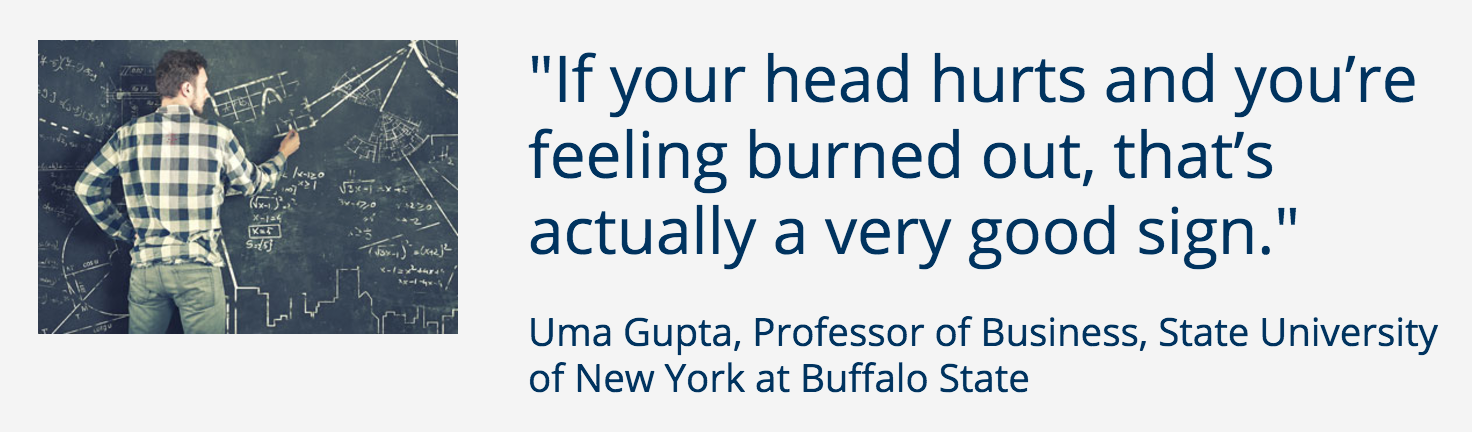 "If your head hurts and you’re
feeling burned out, that’s
actually a very good sign."
Uma Gupta, Professor of Business, State University
of New York at Buffalo State